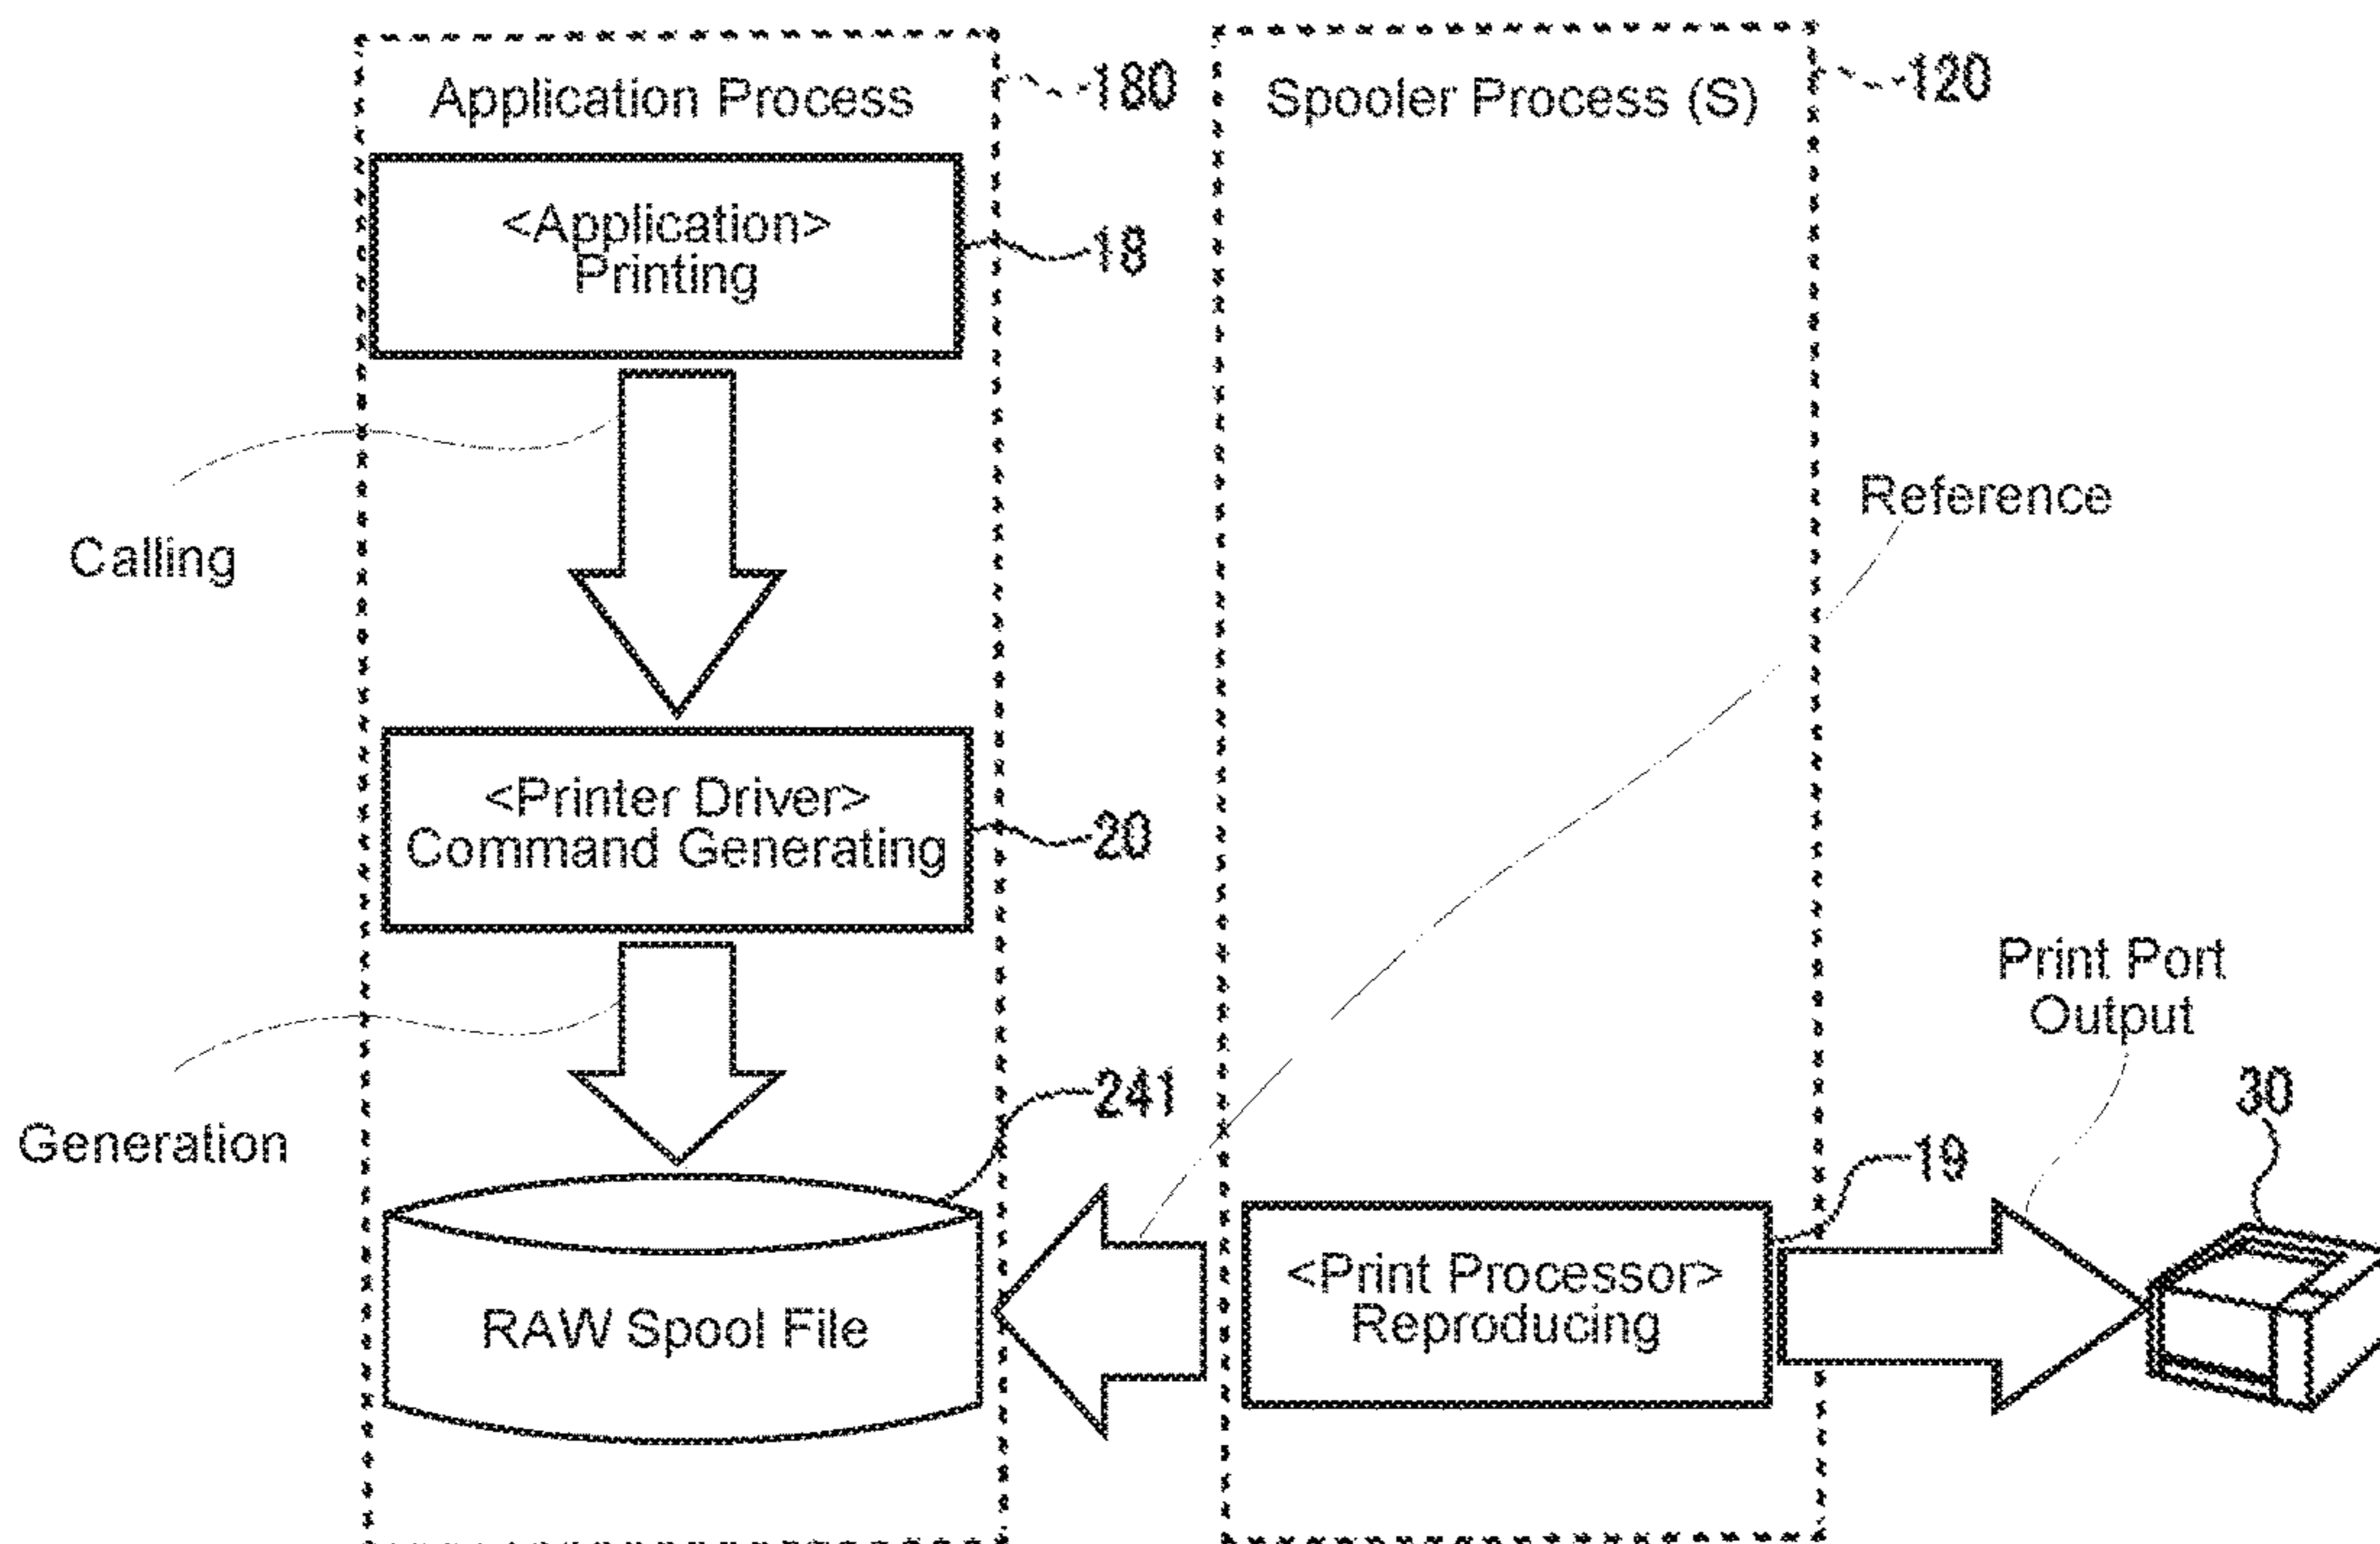 Application Process
180
Spooler Process (S)
120
<Application>
Printing
18
Calling
Reference
<Printer Driver>
Command Generating
20
Print Port
Output
Generation
241
30
19
RAW Spool File
<Print Processor>
Reproducing